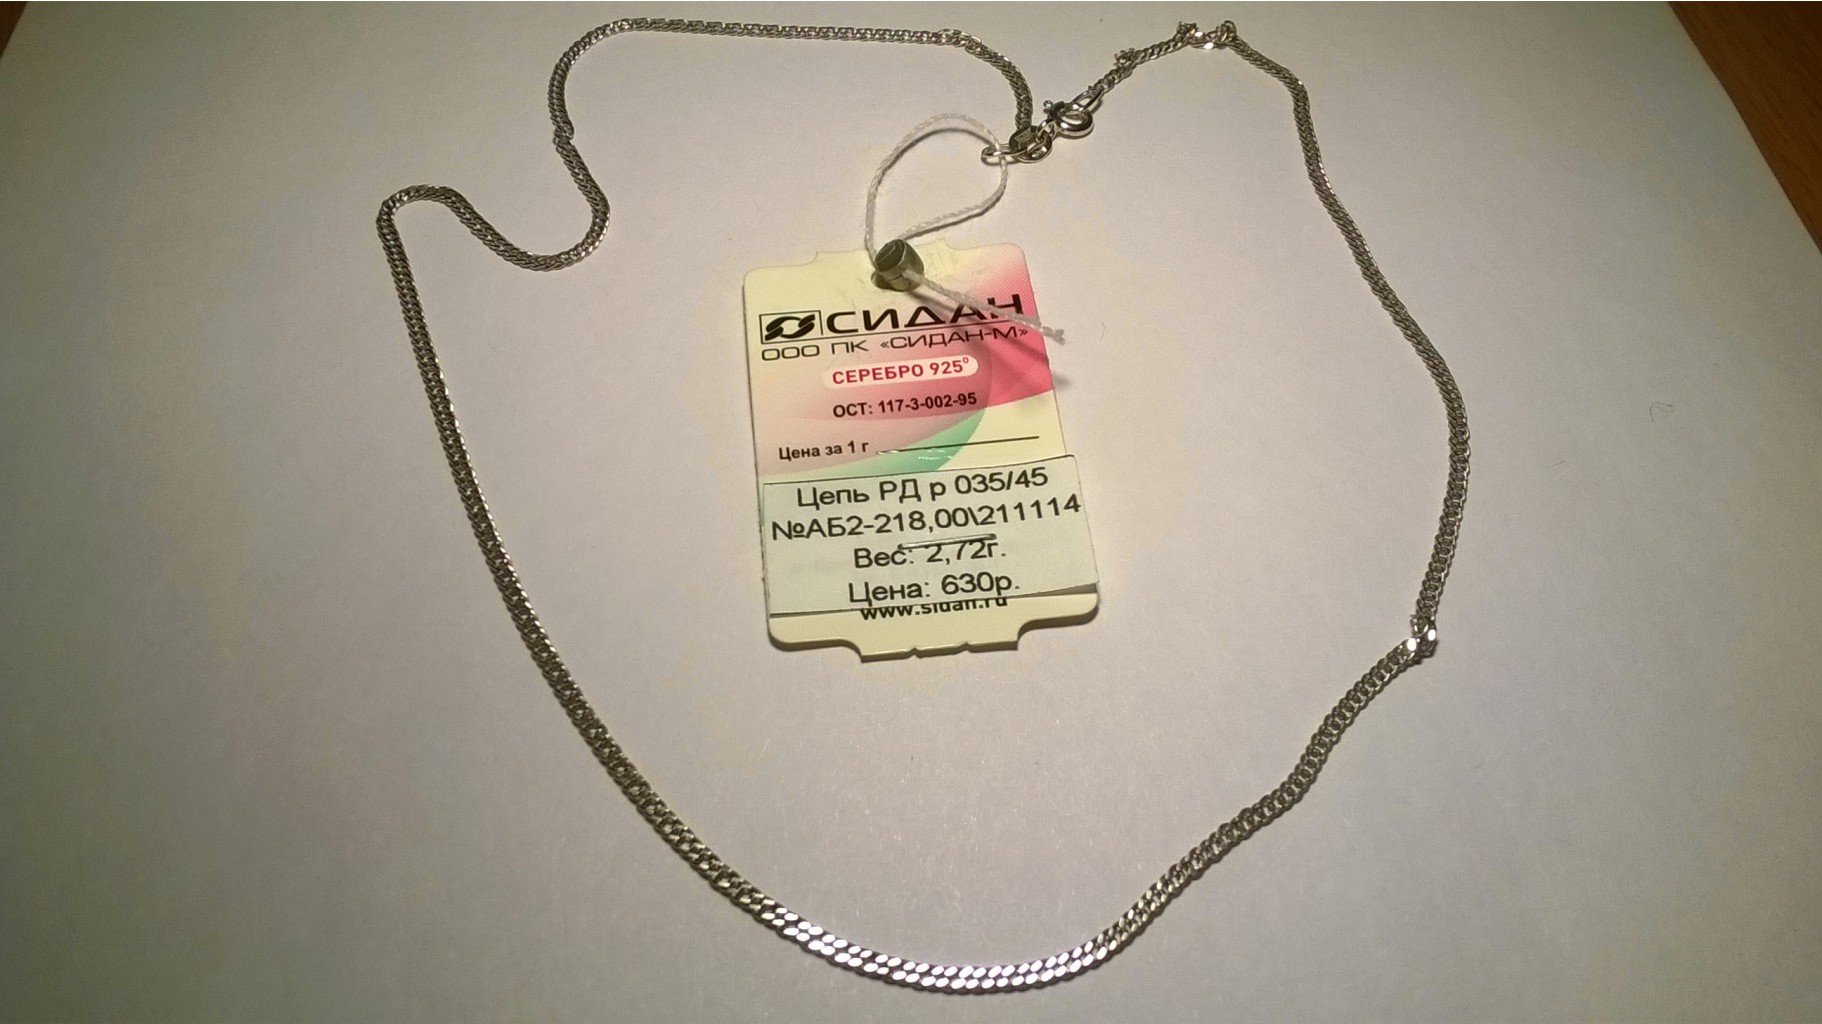 СИДАН
ООО ПК «СИДАН-М»
СЕРЕБРО 925°
ОСТ: 117-3-002-95
Цена за 1 г
Цепь РД р 035/45
№АБ2-218,00\211114
Вес: 2,72г.
Цена: 630р.
www.sidan.ru